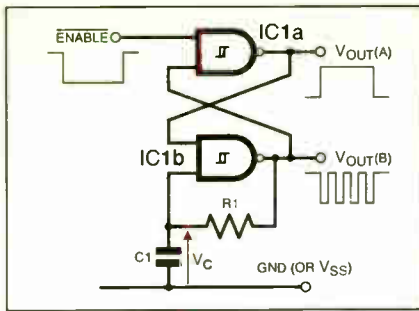 IC1a
ENABLE
VOUT(A)
IC1b
VOUT(B)
R1
C1
VC
GND (OR VSS)